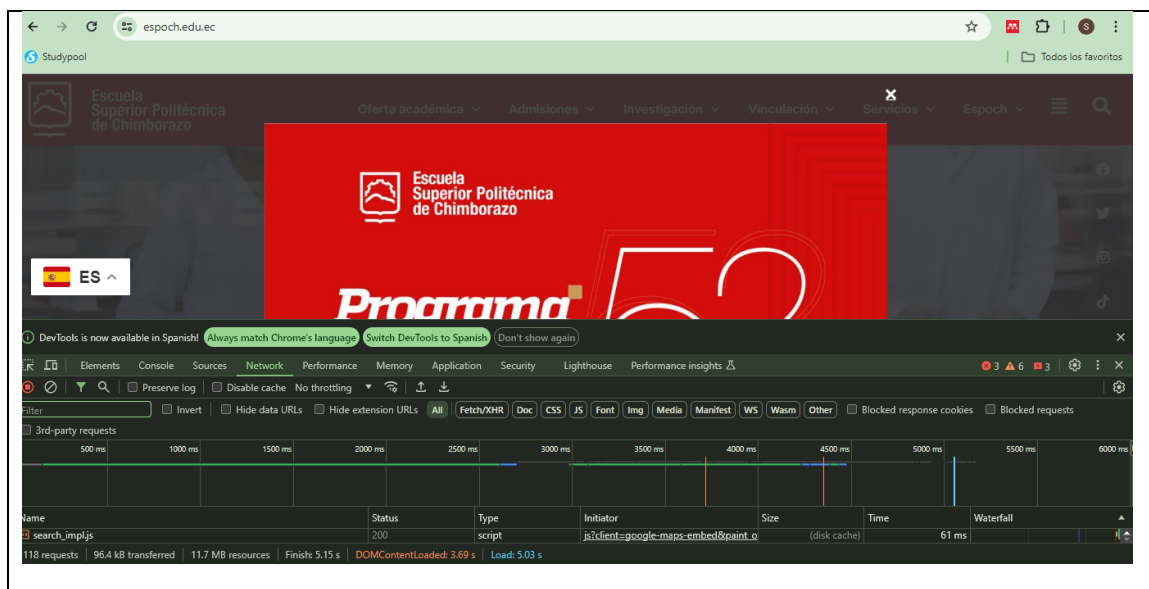 espoch.edu.ec
S
Studypool
Todos los favoritos
Escuela
Superior Politécnica
de Chimborazo
Oferta académica Admisiones Investigación Vinculación Servicios Espoch
Escuela
Superior Politécnica
de Chimborazo
52
ES
Programa
DevTools is now available in Spanish! Always match Chrome's language Switch DevTools to Spanish Don't show again
Elements Console Sources Network Performance Memory Application Security Lighthouse Performance insights 3 6 3
Preserve log Disable cache No throttling
Filter Invert Hide data URLs Hide extension URLs All Fetch/XHR Doc CSS JS Font Img Media Manifest WS Wasm Other Blocked response cookies Blocked requests
3rd-party requests
500 ms 1000 ms 1500 ms 2000 ms 2500 ms 3000 ms 3500 ms 4000 ms 4500 ms 5000 ms 5500 ms 6000 ms
Name Status Type Initiator Size Time Waterfall
search_impl.js 200 script js?client=google-maps-embed&paint_o (disk cache) 61 ms
118 requests 96.4 kB transferred 11.7 MB resources Finish: 5.15 s DOMContentLoaded: 3.69 s Load: 5.03 s